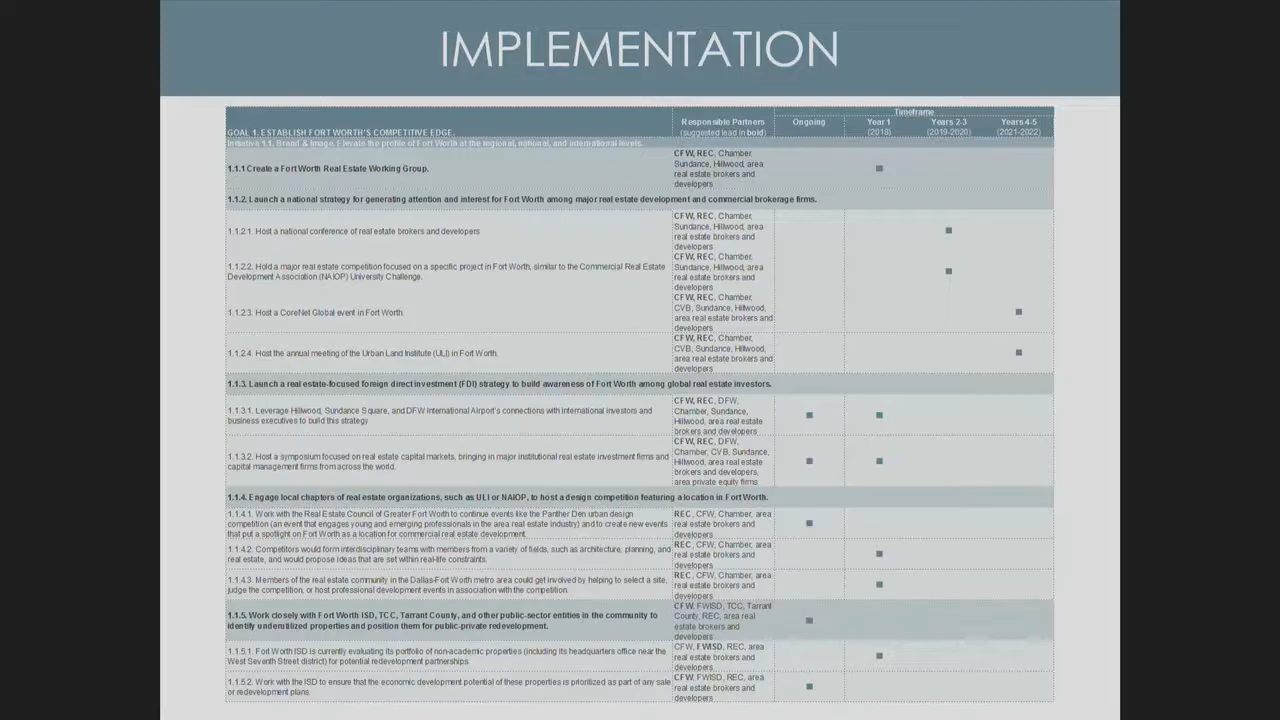 IMPLEMENTATION
Timeframe
GOAL 1. ESTABLISH FORT WORTH'S COMPETITIVE EDGE.
Responsible Partners
(suggested lead in bold)
Ongoing
Year 1
(2018)
Years 2-3
(2019-2020)
Years 4-5
(2021-2022)
Initiative 1.1. Brand & Image. Elevate the profile of Fort Worth at the regional, national, and international levels.
1.1.1 Create a Fort Worth Real Estate Working Group.
CFW, REC, Chamber,
Sundance, Hillwood, area
real estate brokers and
developers
1.1.2. Launch a national strategy for generating attention and interest for Fort Worth among major real estate development and commercial brokerage firms.
1.1.2.1. Host a national conference of real estate brokers and developers
CFW, REC, Chamber,
Sundance, Hillwood, area
real estate brokers and
developers
1.1.2.2. Hold a major real estate competition focused on a specific project in Fort Worth, similar to the Commercial Real Estate
Development Association (NAIOP) University Challenge.
CFW, REC, Chamber,
Sundance, Hillwood, area
real estate brokers and
developers
1.1.2.3. Host a CoreNet Global event in Fort Worth.
CFW, REC, Chamber,
CVB, Sundance, Hillwood,
area real estate brokers and
developers
1.1.2.4. Host the annual meeting of the Urban Land Institute (ULI) in Fort Worth.
CFW, REC, Chamber,
CVB, Sundance, Hillwood,
area real estate brokers and
developers
1.1.3. Launch a real estate-focused foreign direct investment (FDI) strategy to build awareness of Fort Worth among global real estate investors.
1.1.3.1. Leverage Hillwood, Sundance Square, and DFW International Airport's connections with international investors and
business executives to build this strategy
CFW, REC, DFW,
Chamber, Sundance,
Hillwood, area real estate
brokers and developers
1.1.3.2. Host a symposium focused on real estate capital markets, bringing in major institutional real estate investment firms and
capital management firms from across the world.
CFW, REC, DFW,
Chamber, CVB, Sundance,
Hillwood, area real estate
brokers and developers,
area private equity firms
1.1.4. Engage local chapters of real estate organizations, such as ULI or NAIOP, to host a design competition featuring a location in Fort Worth.
1.1.4.1. Work with the Real Estate Council of Greater Fort Worth to continue events like the Panther Den urban design
competition (an event that engages young and emerging professionals in the area real estate industry) and to create new events
that put a spotlight on Fort Worth as a location for commercial real estate development.
REC, CFW, Chamber, area
real estate brokers and
developers
1.1.4.2. Competitors would form interdisciplinary teams with members from a variety of fields, such as architecture, planning, and
real estate, and would propose ideas that are set within real-life constraints.
REC, CFW, Chamber, area
real estate brokers and
developers
1.1.4.3. Members of the real estate community in the Dallas-Fort Worth metro area could get involved by helping to select a site,
judge the competition, or host professional development events in association with the competition.
REC, CFW, Chamber, area
real estate brokers and
developers
1.1.5. Work closely with Fort Worth ISD, TCC, Tarrant County, and other public-sector entities in the community to
identify underutilized properties and position them for public-private redevelopment.
CFW, FWISD, TCC, Tarrant
County, REC, area real
estate brokers and
developers
1.1.5.1. Fort Worth ISD is currently evaluating its portfolio of non-academic properties (including its headquarters office near the
West Seventh Street district) for potential redevelopment partnerships.
CFW, FWISD, REC, area
real estate brokers and
developers
1.1.5.2. Work with the ISD to ensure that the economic development potential of these properties is prioritized as part of any sale
or redevelopment plans
CFW, FWISD, REC, area
real estate brokers and
developers